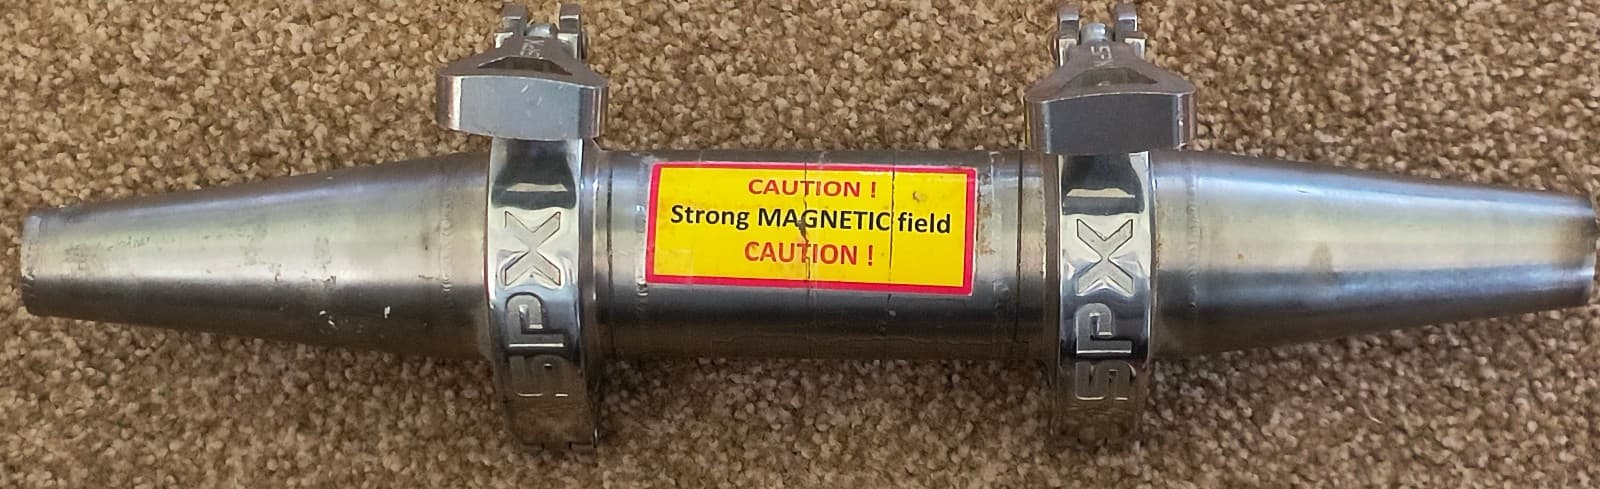 CAUTION !
Strong MAGNETIC field
CAUTION !
SPX
SPX